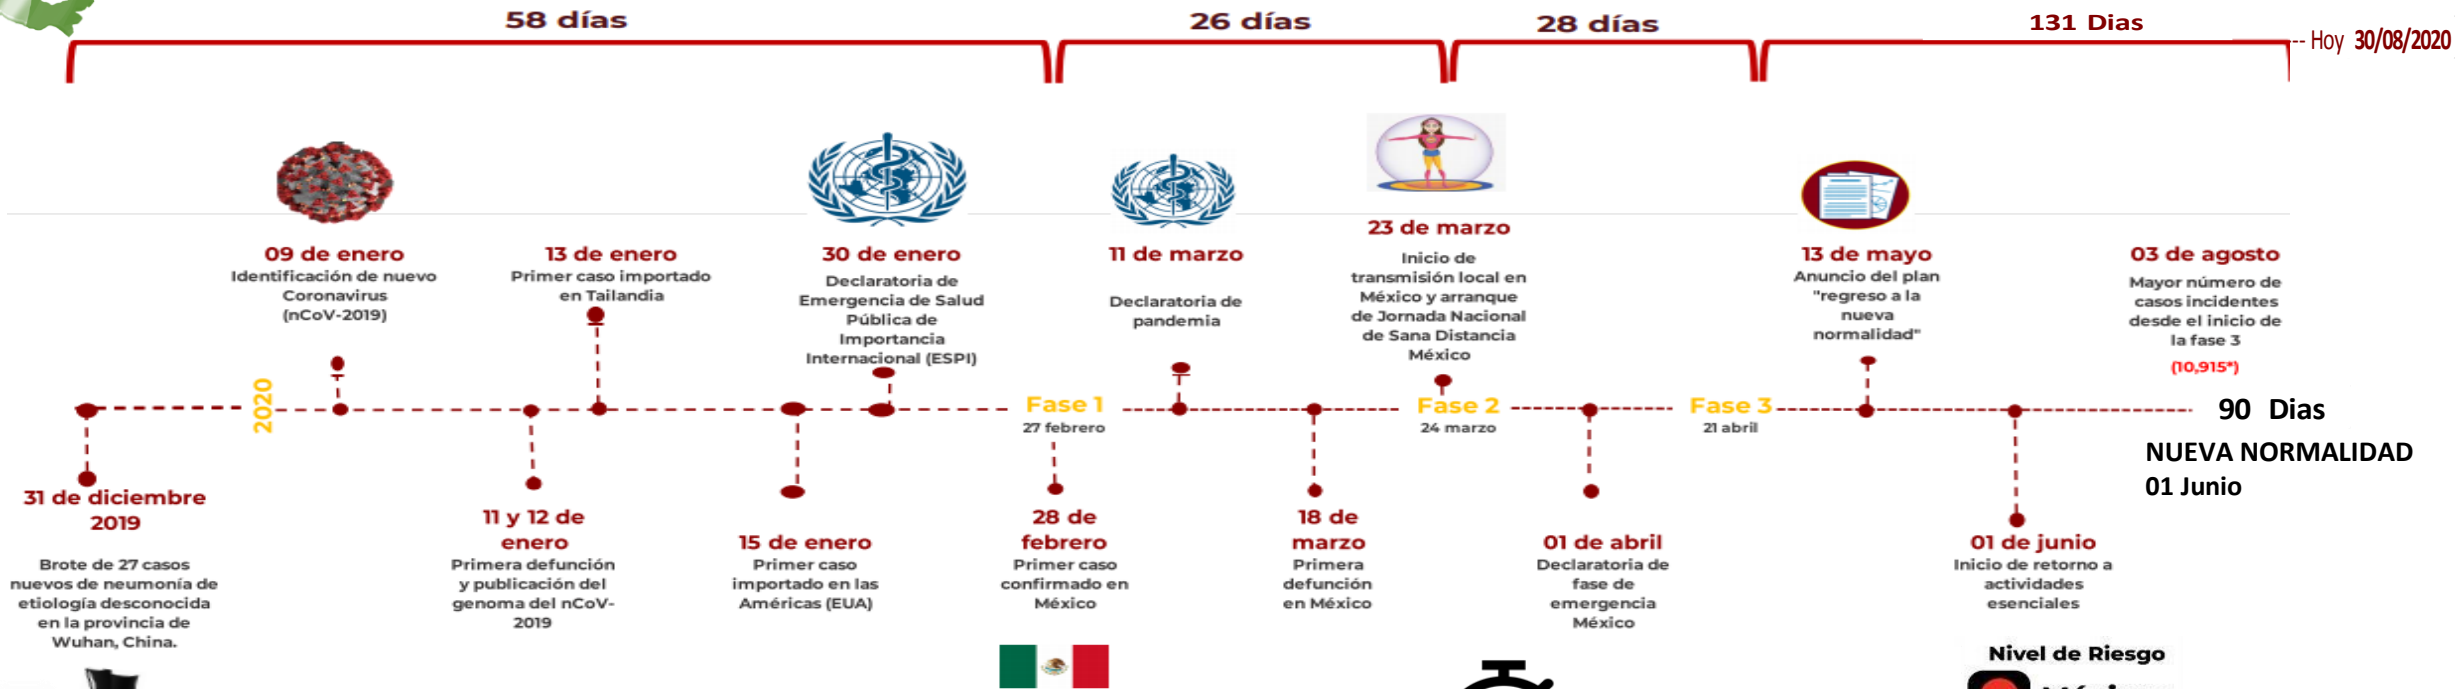 58 días
26 días
28 días
131 Dias
-- Hoy 30/08/2020
09 de enero
Identificación de nuevo
Coronavirus
(nCoV-2019)
13 de enero
Primer caso importado
en Tailandia
30 de enero
Declaratoria de
Emergencia de Salud
Pública de
Importancia
Internacional (ESPI)
11 de marzo
Declaratoria de
pandemia
23 de marzo
Inicio de
transmisión local en
México y arranque
de Jornada Nacional
de Sana Distancia
México
13 de mayo
Anuncio del plan
"regreso a la
nueva
normalidad"
03 de agosto
Mayor número de
casos incidentes
desde el inicio de
la fase 3
(10,915*)
2020
Fase 1
27 febrero
Fase 2
24 marzo
Fase 3
21 abril
90 Dias
NUEVA NORMALIDAD
01 Junio
31 de diciembre
2019
Brote de 27 casos
nuevos de neumonía de
etiología desconocida
en la provincia de
Wuhan, China.
11 y 12 de
enero
Primera defunción
y publicación del
genoma del nCoV-
2019
15 de enero
Primer caso
importado en las
Américas (EUA)
28 de
febrero
Primer caso
confirmado en
México
18 de
marzo
Primera
defunción
en México
01 de abril
Declaratoria de
fase de
emergencia
México
01 de junio
Inicio de retorno a
actividades
esenciales
Nivel de Riesgo